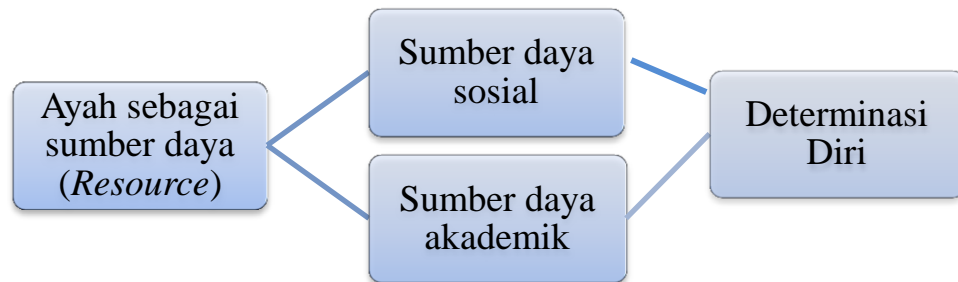 Ayah sebagai
sumber daya
(Resource)
Sumber daya
sosial
Sumber daya
akademik
Determinasi
Diri